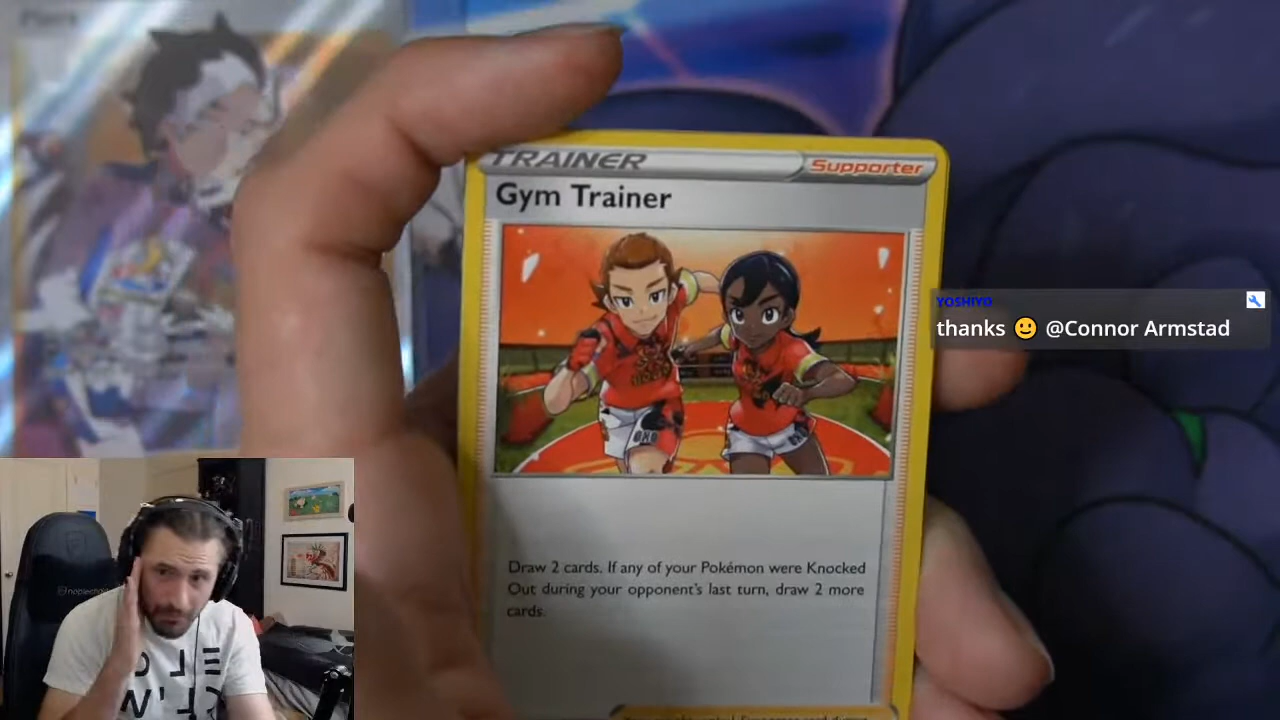 Piers
TRAINER
Supporter
Gym Trainer
YOSHIYO
thanks 🙂 @Connor Armstad
Draw 2 cards. If any of your Pokémon were Knocked
Out during your opponent's last turn, draw 2 more
cards.